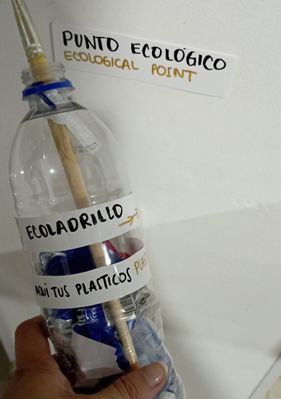 PUNTO ECOLÓGICO
ECOLOGICAL POINT
ECOLADRILLO →
AQUÍ TUS PLASTICOS